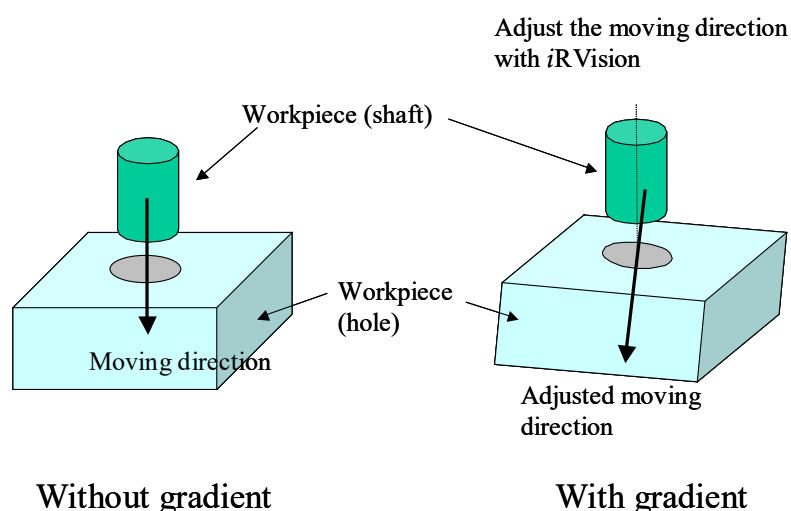 Adjust the moving direction
with iRVision
Workpiece (shaft)
Workpiece
(hole)
Moving direction
Adjusted moving
direction
Without gradient
With gradient